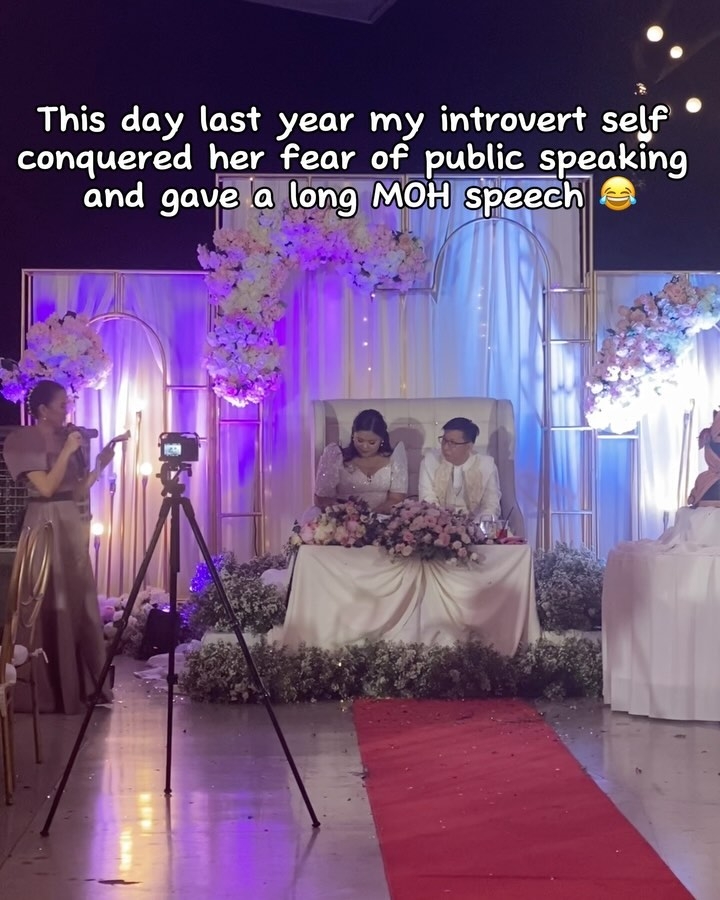 This day last year my introvert self
conquered her fear of public speaking
and gave a long MOH speech 😂